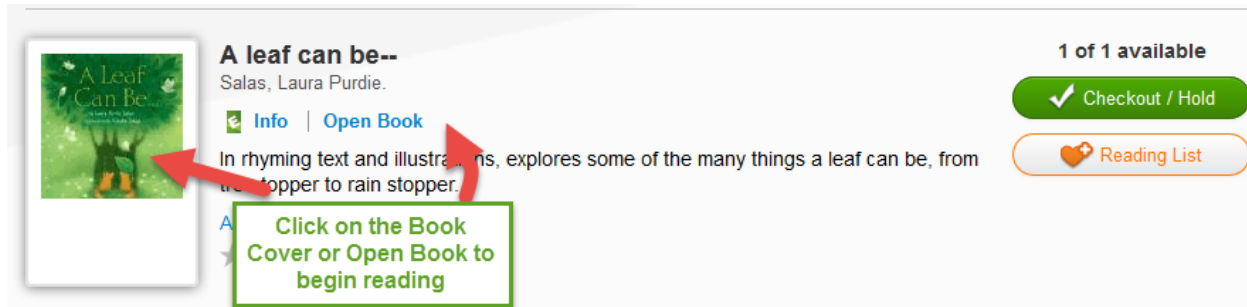 A leaf can be--
Salas, Laura Purdie.
Info | Open Book
In rhyming text and illustrations, explores some of the many things a leaf can be, from
topper to rain stopper.
A
Click on the Book
Cover or Open Book to
begin reading
1 of 1 available
Checkout / Hold
Reading List
A Leaf
Can Be...